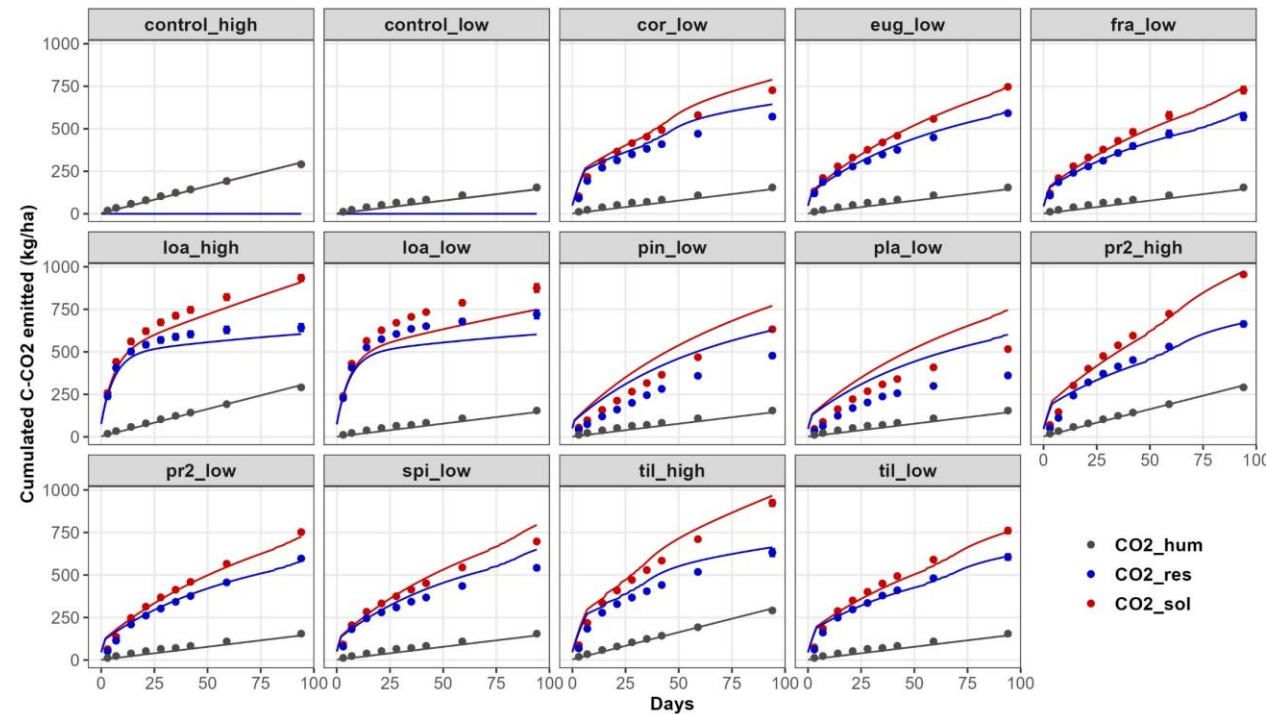 control_high control_low cor_low eug_low fra_low
1000
750
500
250
0
loa_high loa_low pin_low pla_low pr2_high
1000
750
500
250
0
0 25 50 75 100
pr2_low spi_low til_high til_low
1000
750
500
250
0
0 25 50 75 100 0 25 50 75 100 0 25 50 75 100 0 25 50 75 100
Days
Cumulated C-CO2 emitted (kg/ha)
CO2_hum
CO2_res
CO2_sol